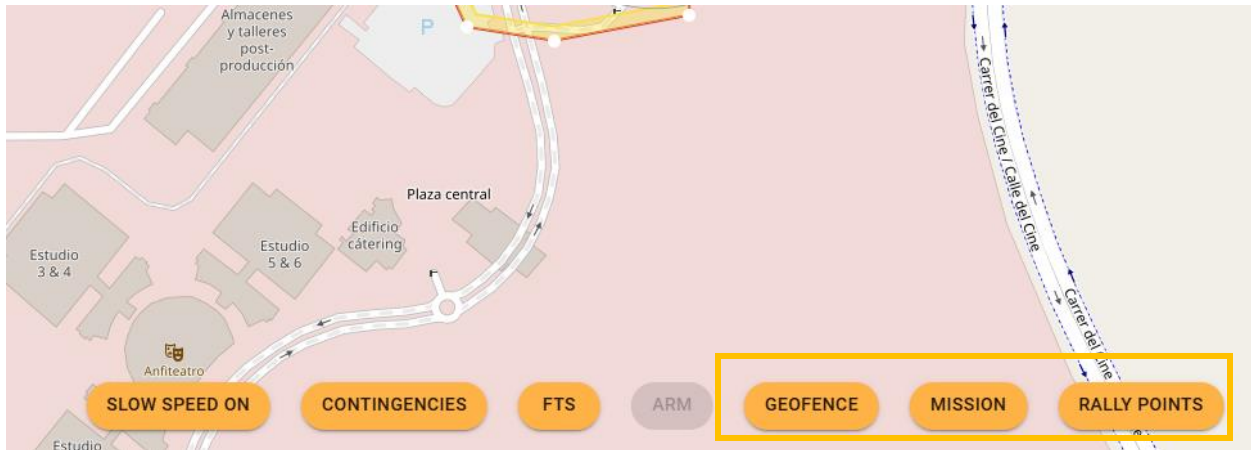 Almacenes
y talleres
post-
producción
P
Plaza central
Edificio
cátering
Estudio
5 & 6
Estudio
3 & 4
Anfiteatro
Estudio
Carrer del Cine / Calle del Cine
Carrer del Cine
SLOW SPEED ON
CONTINGENCIES
FTS
ARM
GEOFENCE
MISSION
RALLY POINTS